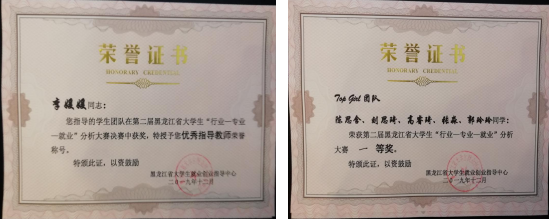 荣誉证书
HONORARY CREDENTIAL
李媛媛同志：
您指导的学生团队在第二届黑龙江省大学生“行业—专业
—就业”分析大赛决赛中获奖，特授予您优秀指导教师荣誉
称号。
特颁此证，以资鼓励
黑龙江省大学生就业创业指导中心
二〇一九年十二月
荣誉证书
HONORARY CREDENTIAL
Top Girl 团队
陈思含、刘思琦、高睿琦、张淼、郭玲玲同学：
荣获第二届黑龙江省大学生“行业—专业—就业”分析
大赛 一等奖。
特颁此证，以资鼓励
黑龙江省大学生就业创业指导中心
二〇一九年十二月